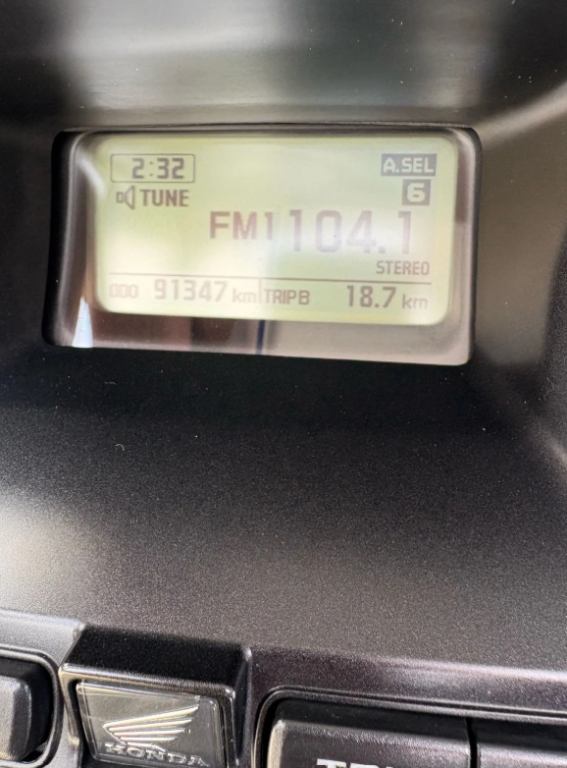 2:32 A.SEL
TUNE 6
FM1 104.1
STEREO
ODO 91347 km TRIP B 18.7 km
HONDA